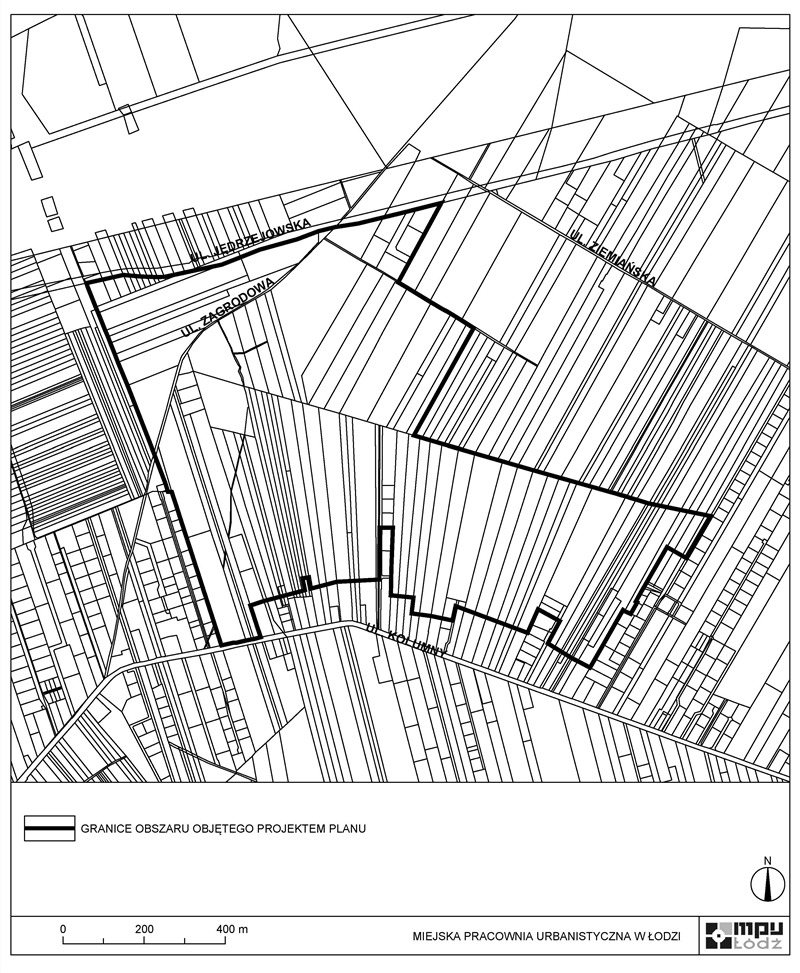 UL. JĘDRZEJOWSKA
UL. ZIEMIAŃSKA
UL. ZAGRODOWA
UL. KOLUMNY
GRANICE OBSZARU OBJĘTEGO PROJEKTEM PLANU
N
0 200 400 m
MIEJSKA PRACOWNIA URBANISTYCZNA W ŁODZI
mpu
Łódź